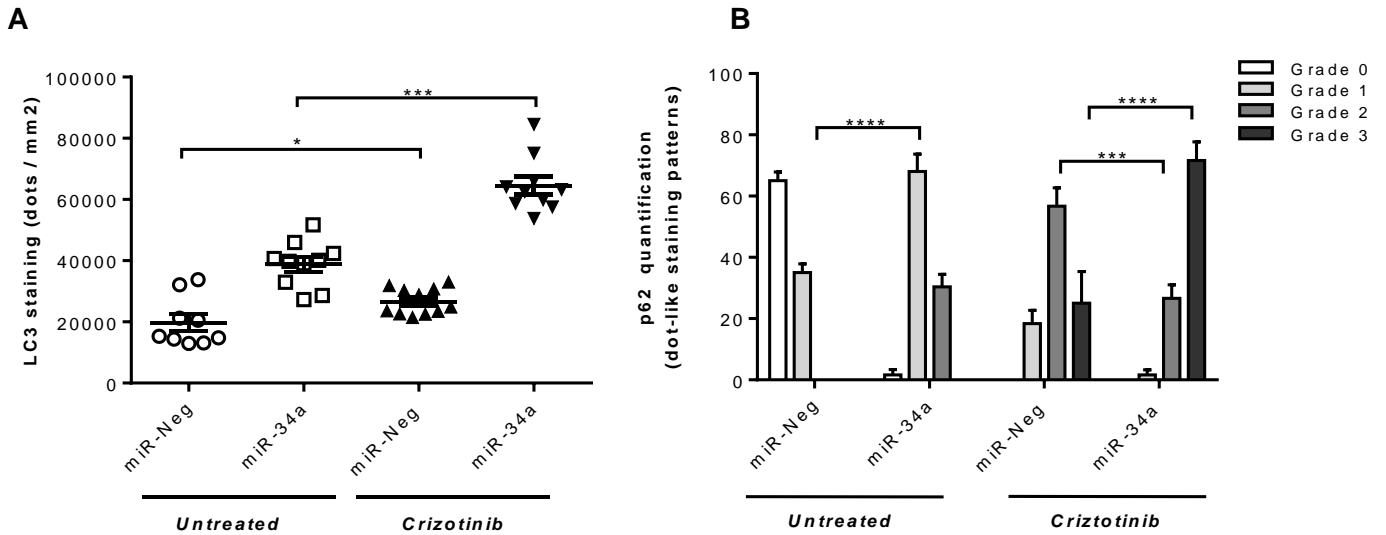 A
LC3 staining (dots / mm2)
100000
80000
60000
40000
20000
0
***
*
miR-Neg
miR-34a
miR-Neg
miR-34a
Untreated
Crizotinib
B
p62 quantification
(dot-like staining patterns)
100
80
60
40
20
0
****
****
***
miR-Neg
miR-34a
miR-Neg
miR-34a
Untreated
Criztotinib
Grade 0
Grade 1
Grade 2
Grade 3